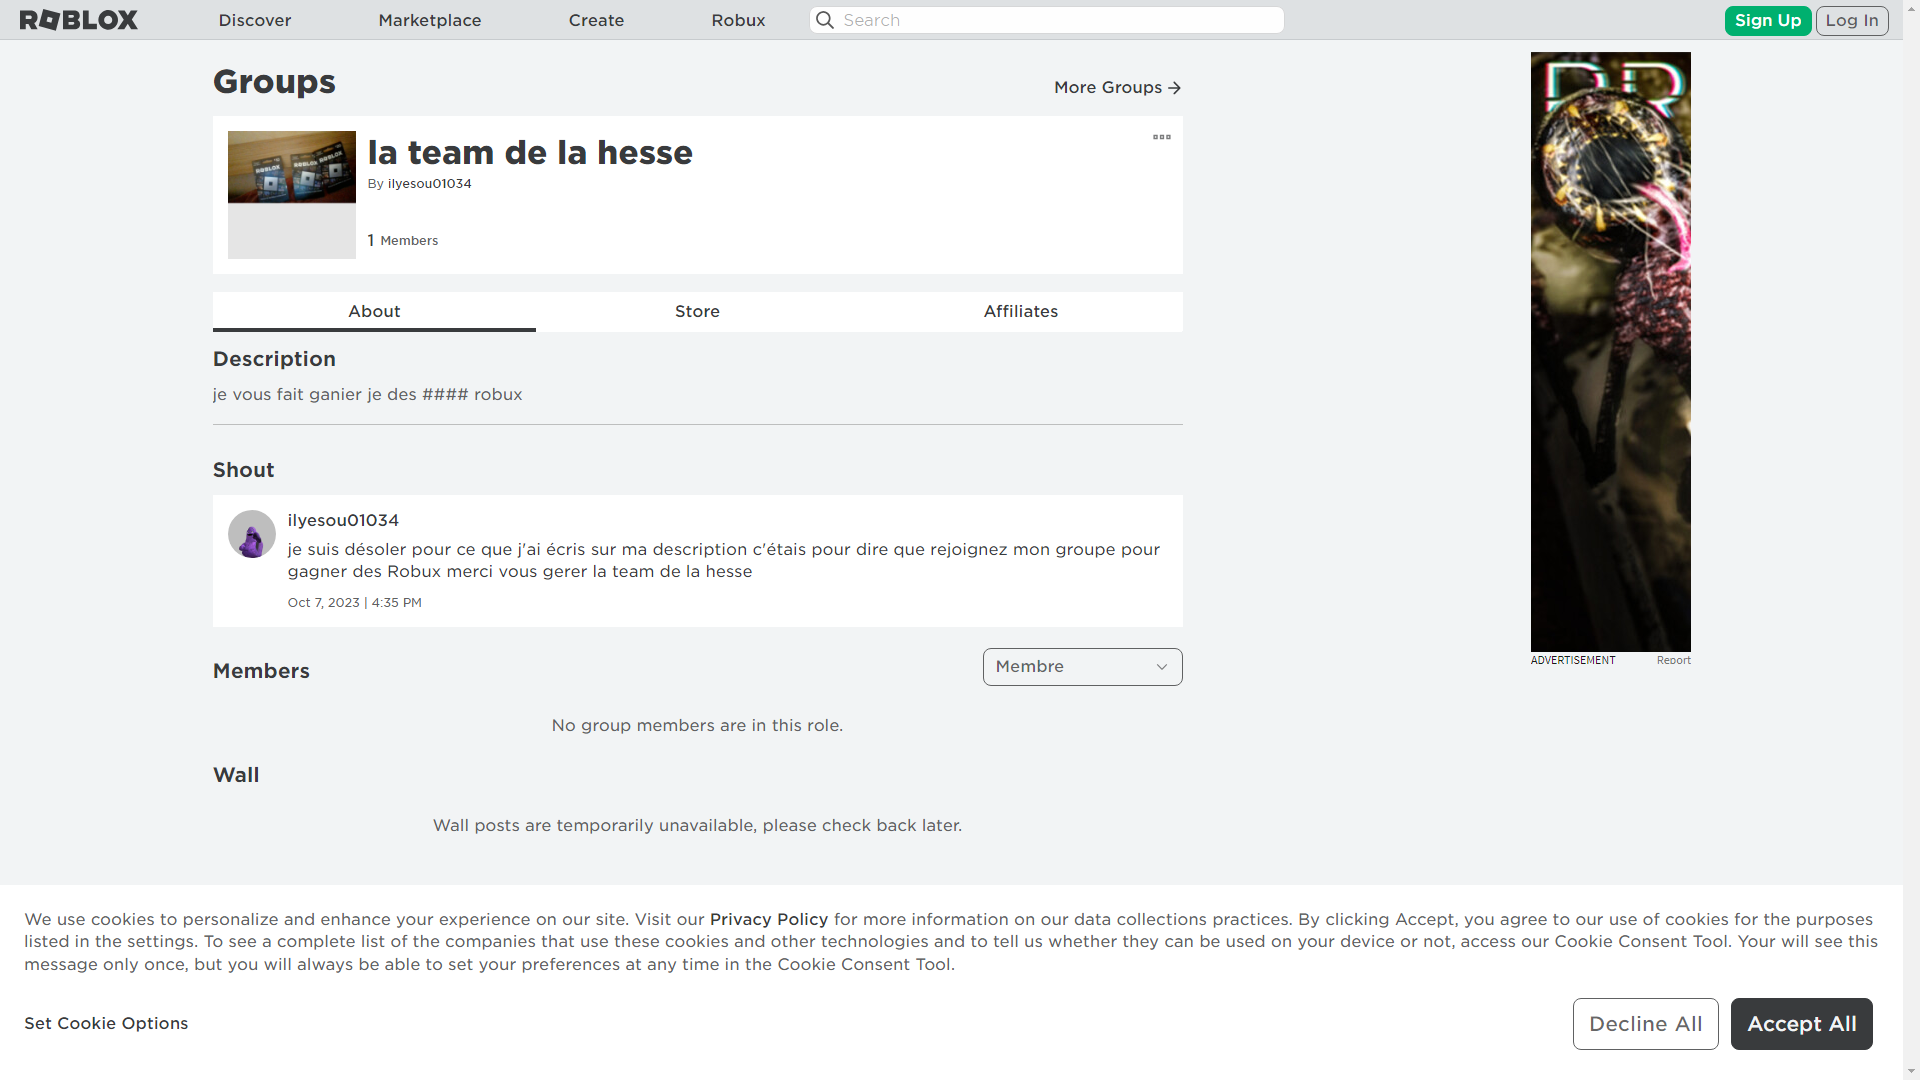 ROBLOX
Discover
Marketplace
Create
Robux
Search
Sign Up
Log In
Groups
More Groups
la team de la hesse
By ilyesou01034
1 Members
About
Store
Affiliates
Description
je vous fait ganier je des #### robux
Shout
ilyesou01034
je suis désoler pour ce que j'ai écris sur ma description c'étais pour dire que rejoignez mon groupe pour
gagner des Robux merci vous gerer la team de la hesse
Oct 7, 2023 | 4:35 PM
Members
Membre
No group members are in this role.
Wall
Wall posts are temporarily unavailable, please check back later.
ADVERTISEMENT
Report
We use cookies to personalize and enhance your experience on our site. Visit our Privacy Policy for more information on our data collections practices. By clicking Accept, you agree to our use of cookies for the purposes
listed in the settings. To see a complete list of the companies that use these cookies and other technologies and to tell us whether they can be used on your device or not, access our Cookie Consent Tool. Your will see this
message only once, but you will always be able to set your preferences at any time in the Cookie Consent Tool.
Set Cookie Options
Decline All
Accept All